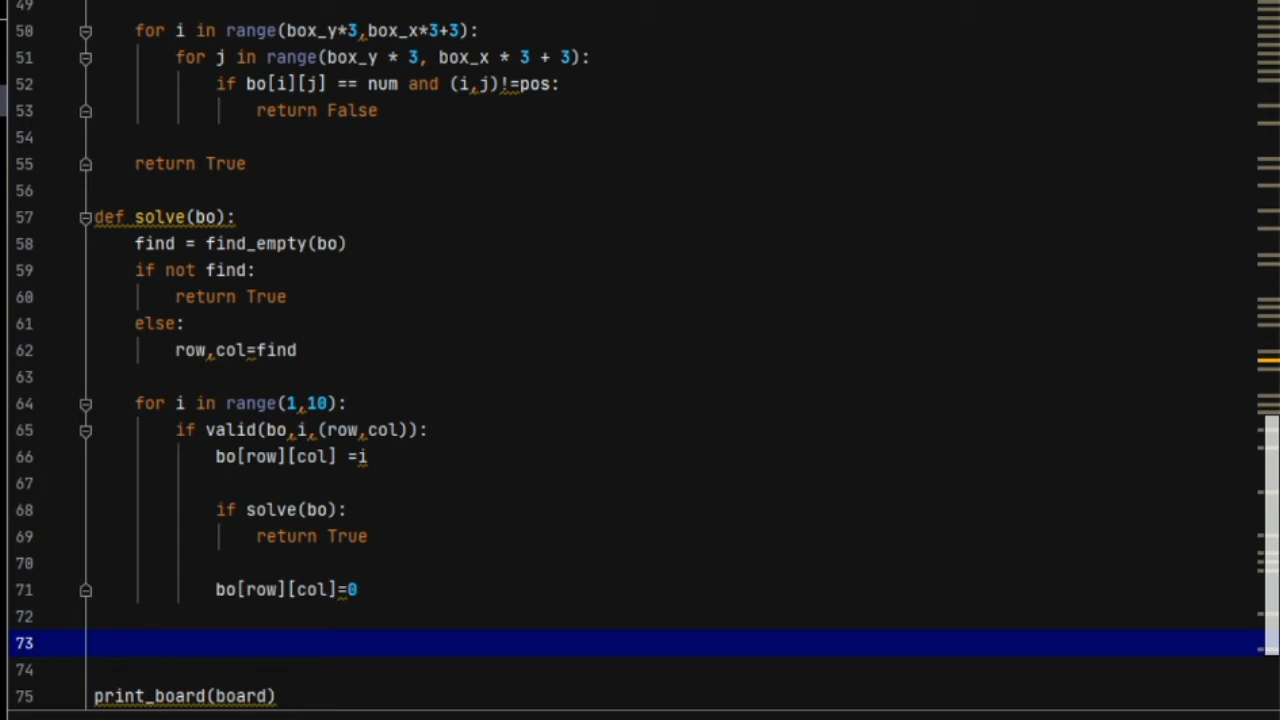 49
50 for i in range(box_y*3,box_x*3+3):
51 for j in range(box_y * 3, box_x * 3 + 3):
52 if bo[i][j] == num and (i,j)!=pos:
53 return False
54
55 return True
56
57 def solve(bo):
58 find = find_empty(bo)
59 if not find:
60 return True
61 else:
62 row,col=find
63
64 for i in range(1,10):
65 if valid(bo,i,(row,col)):
66 bo[row][col] =i
67
68 if solve(bo):
69 return True
70
71 bo[row][col]=0
72
73
74
75 print_board(board)